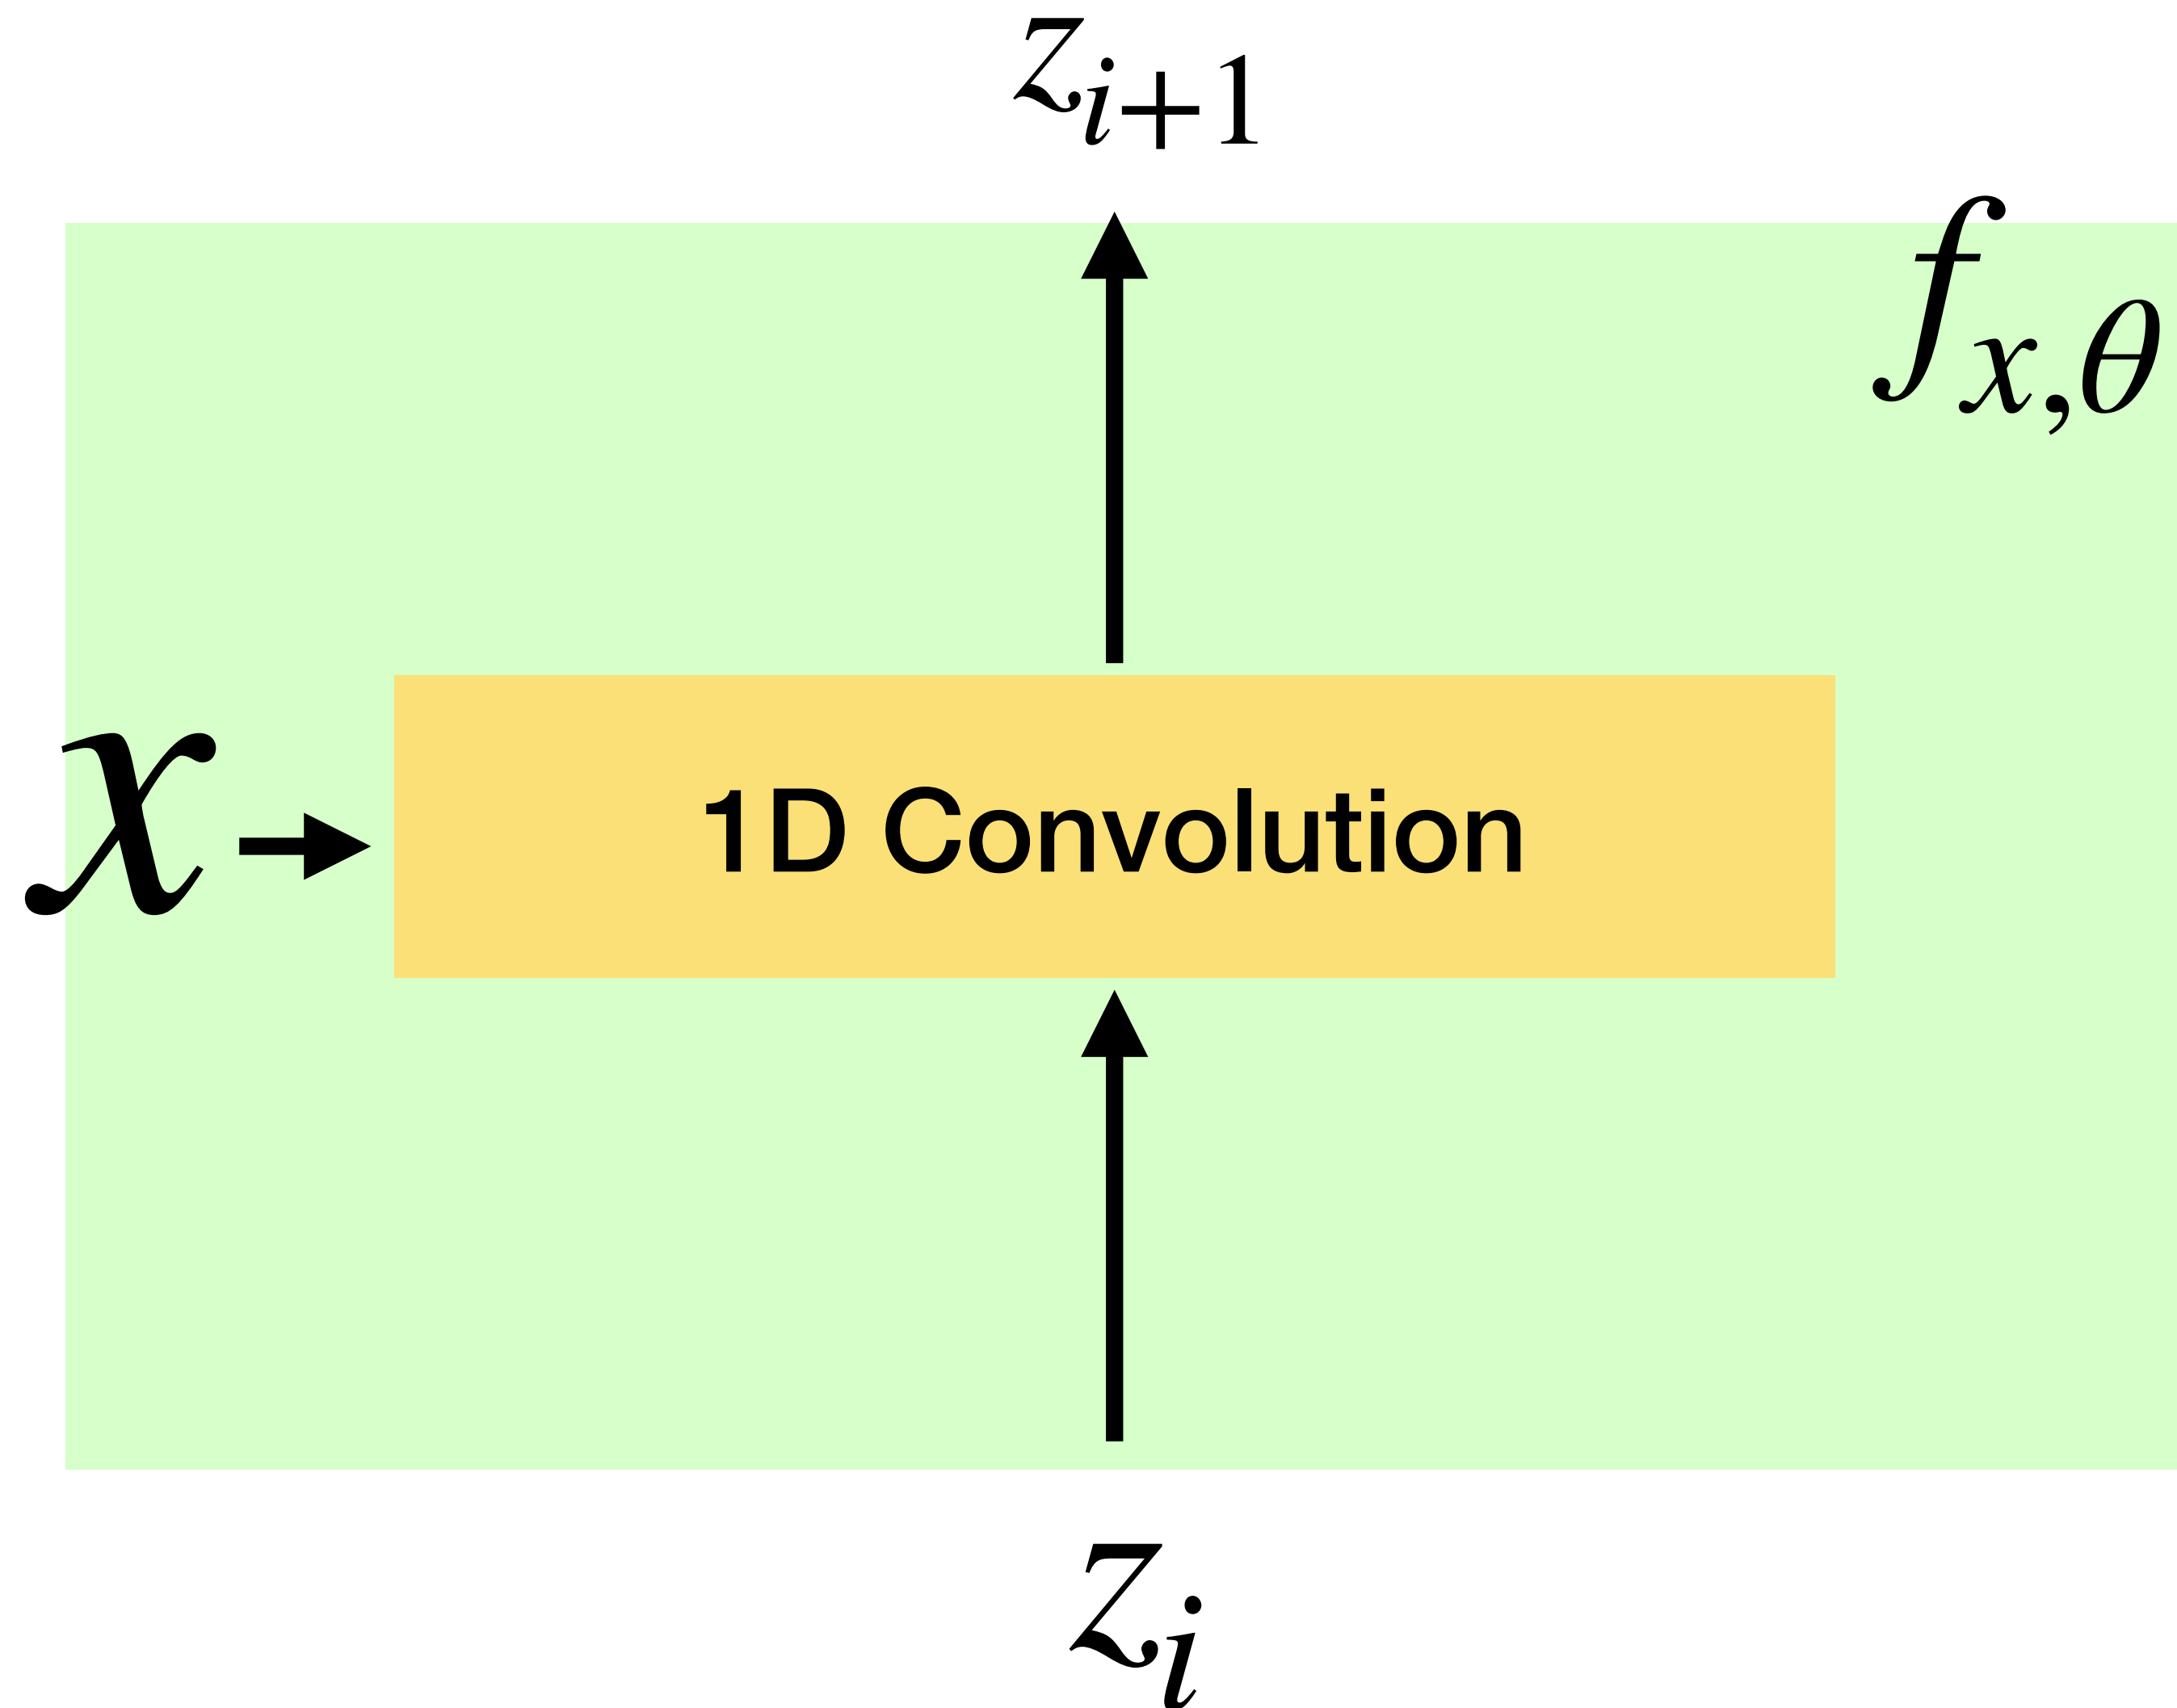 z_{i+1}
f_{x,θ}
x
1D Convolution
z_i